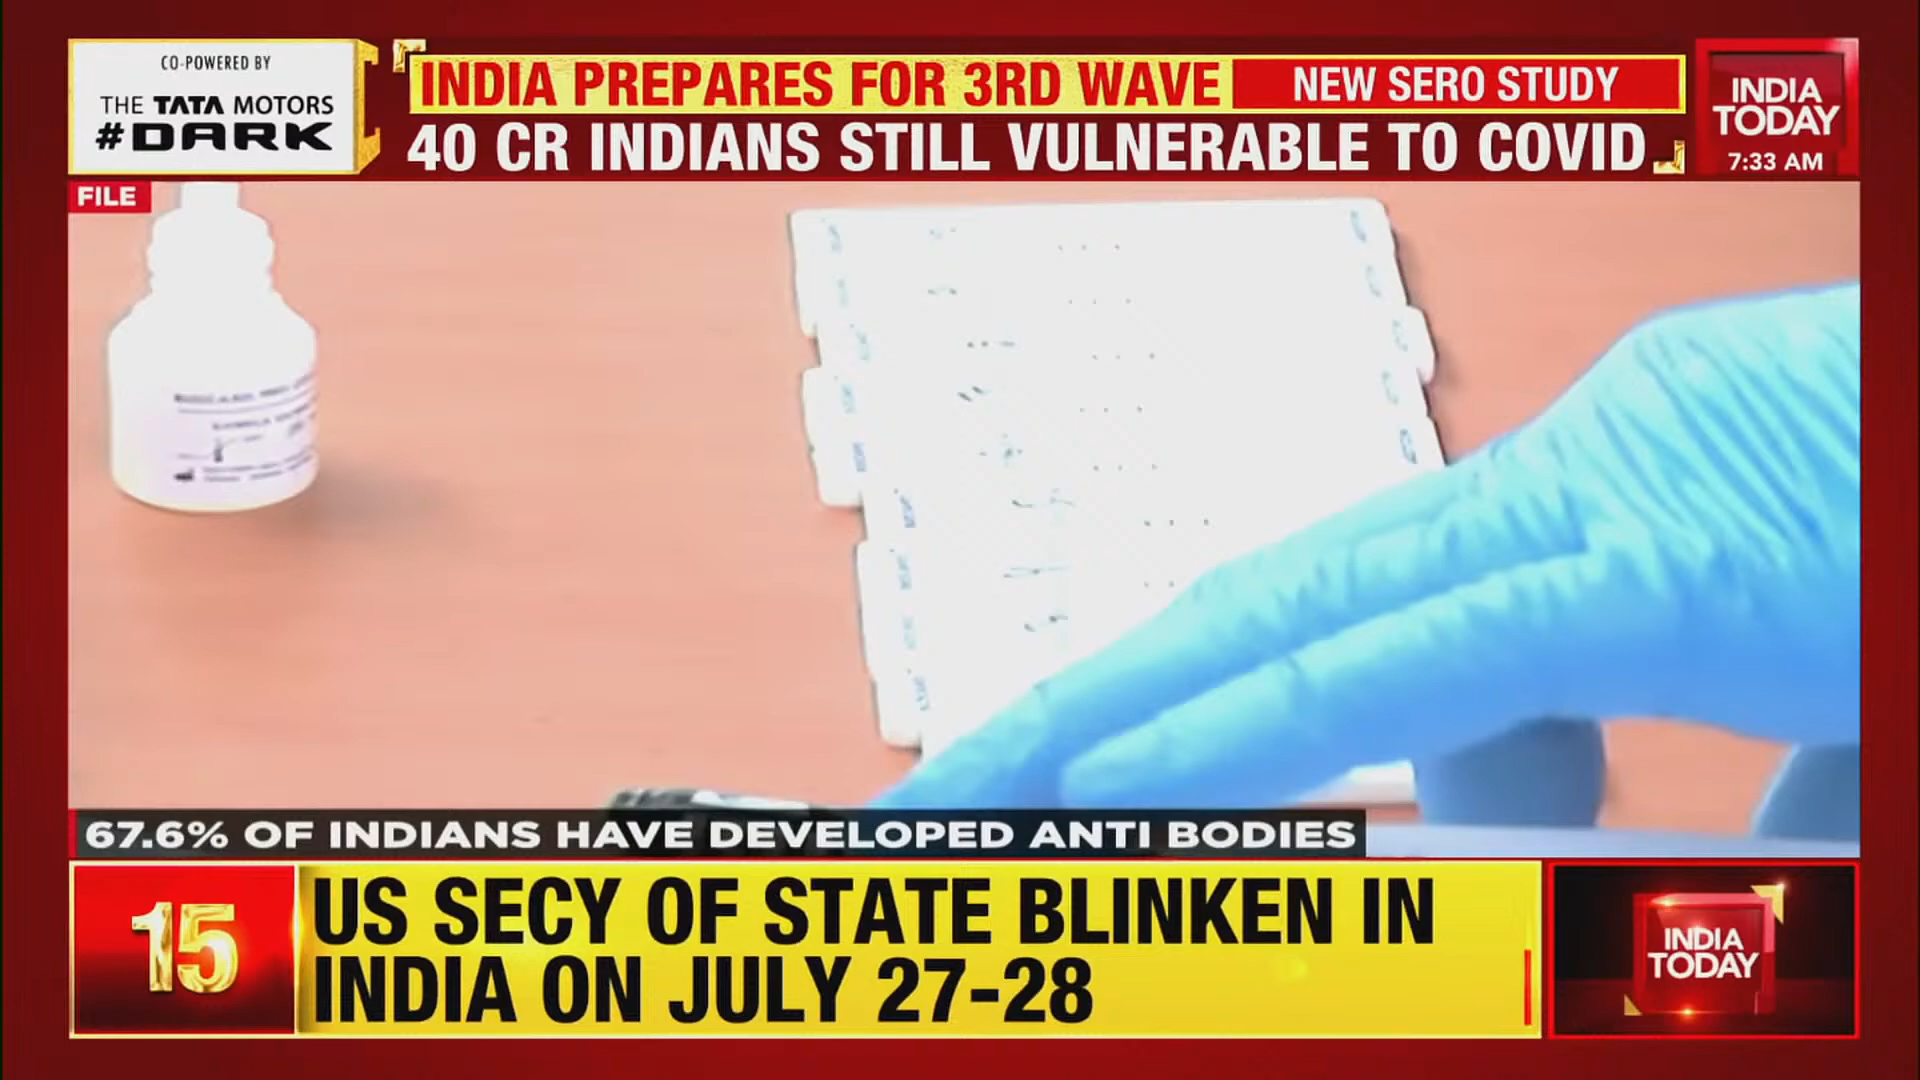 CO-POWERED BY
THE TATA MOTORS
#DARK
INDIA PREPARES FOR 3RD WAVE
NEW SERO STUDY
40 CR INDIANS STILL VULNERABLE TO COVID
INDIA
TODAY
7:33 AM
FILE
67.6% OF INDIANS HAVE DEVELOPED ANTI BODIES
15
US SECY OF STATE BLINKEN IN
INDIA ON JULY 27-28
INDIA
TODAY